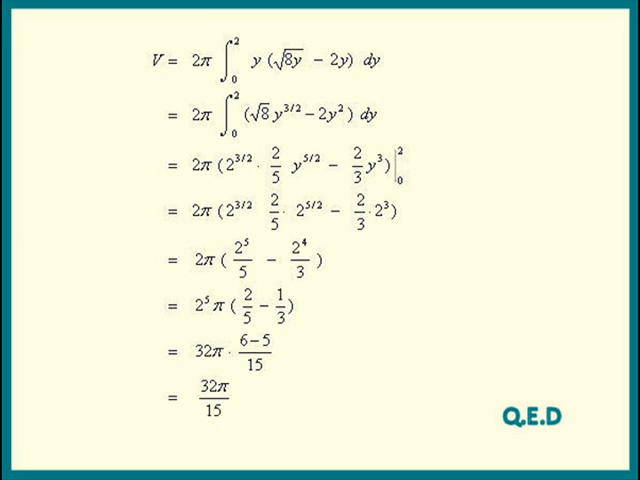 V = 2π ∫₀² y (√8y − 2y) dy
= 2π ∫₀² (√8 y^3/2 − 2y²) dy
= 2π (2^3/2 · 2/5 y^5/2 − 2/3 y³) |₀²
= 2π (2^3/2 2/5 · 2^5/2 − 2/3 · 2³)
= 2π (2⁵/5 − 2⁴/3)
= 2⁵ π (2/5 − 1/3)
= 32π · 6−5/15
= 32π/15
Q.E.D